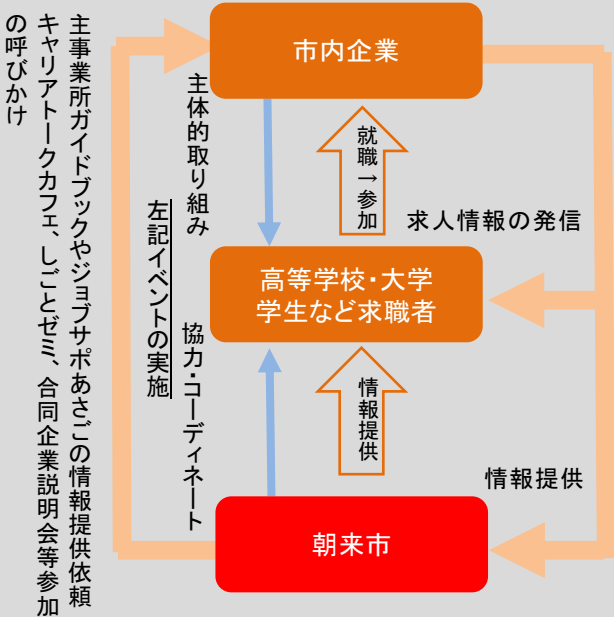 市内企業
主体的取り組み
就職→参加
求人情報の発信
高等学校・大学
学生など求職者
左記イベントの実施
協力・コーディネート
情報提供
情報提供
朝来市
主事業所ガイドブックやジョブサポあさごの情報提供依頼
キャリアトークカフェ、しごとゼミ、合同企業説明会等参加
の呼びかけ